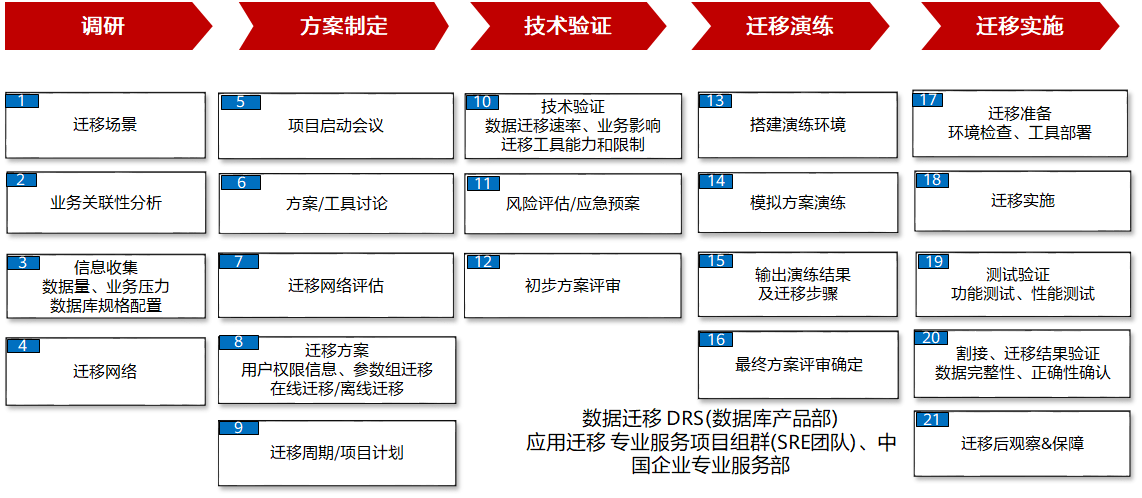 调研
方案制定
技术验证
迁移演练
迁移实施
1
迁移场景
2
业务关联性分析
3
信息收集
数据量、业务压力
数据库规格配置
4
迁移网络
5
项目启动会议
6
方案/工具讨论
7
迁移网络评估
8
迁移方案
用户权限信息、参数组迁移
在线迁移/离线迁移
9
迁移周期/项目计划
10
技术验证
数据迁移速率、业务影响
迁移工具能力和限制
11
风险评估/应急预案
12
初步方案评审
13
搭建演练环境
14
模拟方案演练
15
输出演练结果
及迁移步骤
16
最终方案评审确定
17
迁移准备
环境检查、工具部署
18
迁移实施
19
测试验证
功能测试、性能测试
20
割接、迁移结果验证
数据完整性、正确性确认
21
迁移后观察&保障
数据迁移 DRS(数据库产品部)
应用迁移 专业服务项目组群(SRE团队)、中
国企业专业服务部